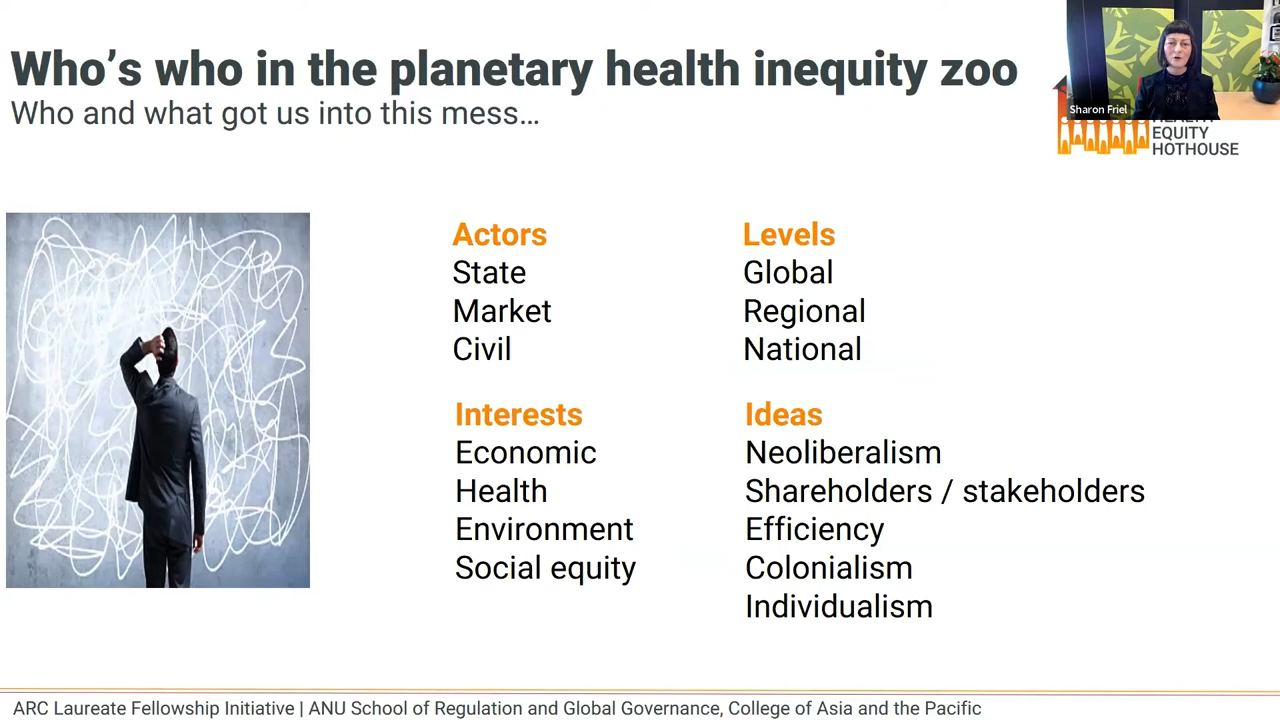 Who's who in the planetary health inequity zoo
Who and what got us into this mess...
Sharon Friel
EQUITY
HOTHOUSE
Actors
State
Market
Civil
Levels
Global
Regional
National
Interests
Economic
Health
Environment
Social equity
Ideas
Neoliberalism
Shareholders / stakeholders
Efficiency
Colonialism
Individualism
ARC Laureate Fellowship Initiative | ANU School of Regulation and Global Governance, College of Asia and the Pacific